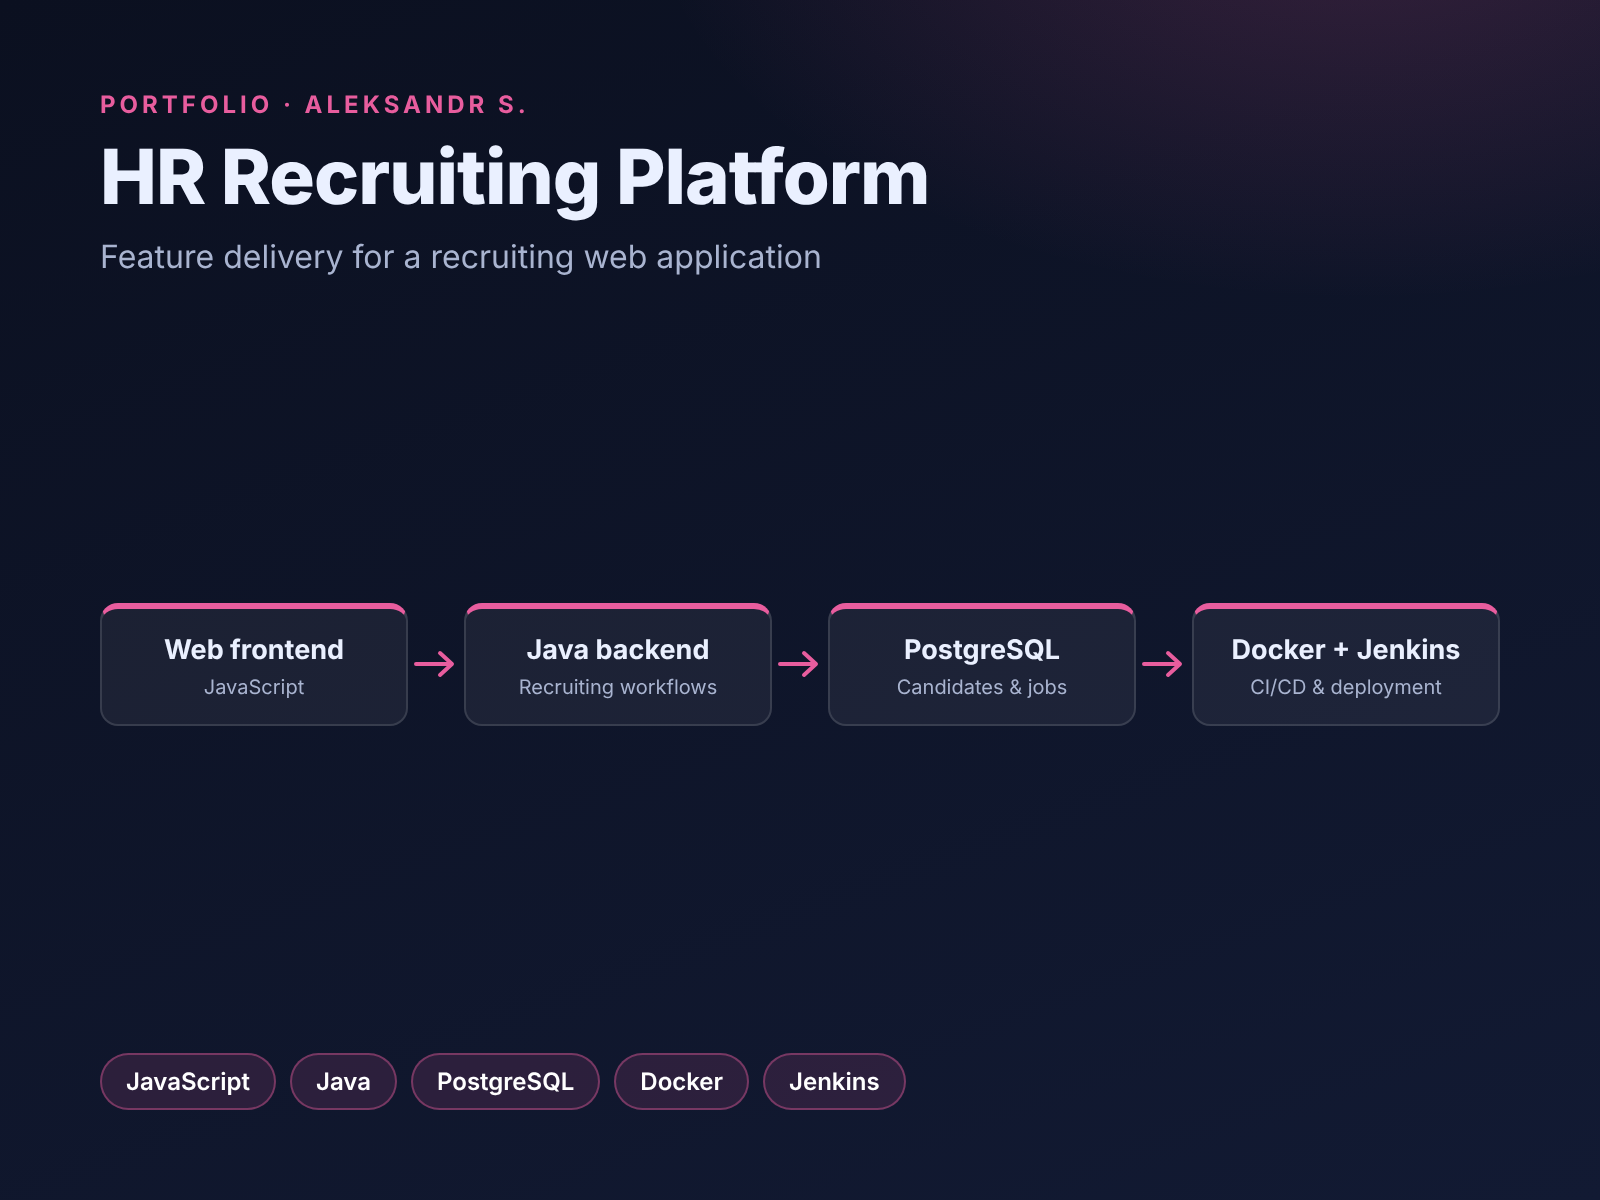 PORTFOLIO · ALEKSANDR S.
HR Recruiting Platform
Feature delivery for a recruiting web application
Web frontend
JavaScript
Java backend
Recruiting workflows
PostgreSQL
Candidates & jobs
Docker + Jenkins
CI/CD & deployment
JavaScript
Java
PostgreSQL
Docker
Jenkins